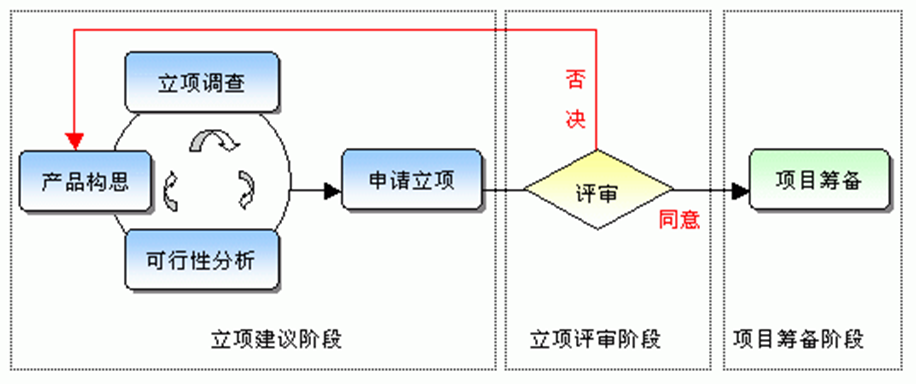 立项调查
产品构思
可行性分析
申请立项
否
决
评审
同意
项目筹备
立项建议阶段
立项评审阶段
项目筹备阶段